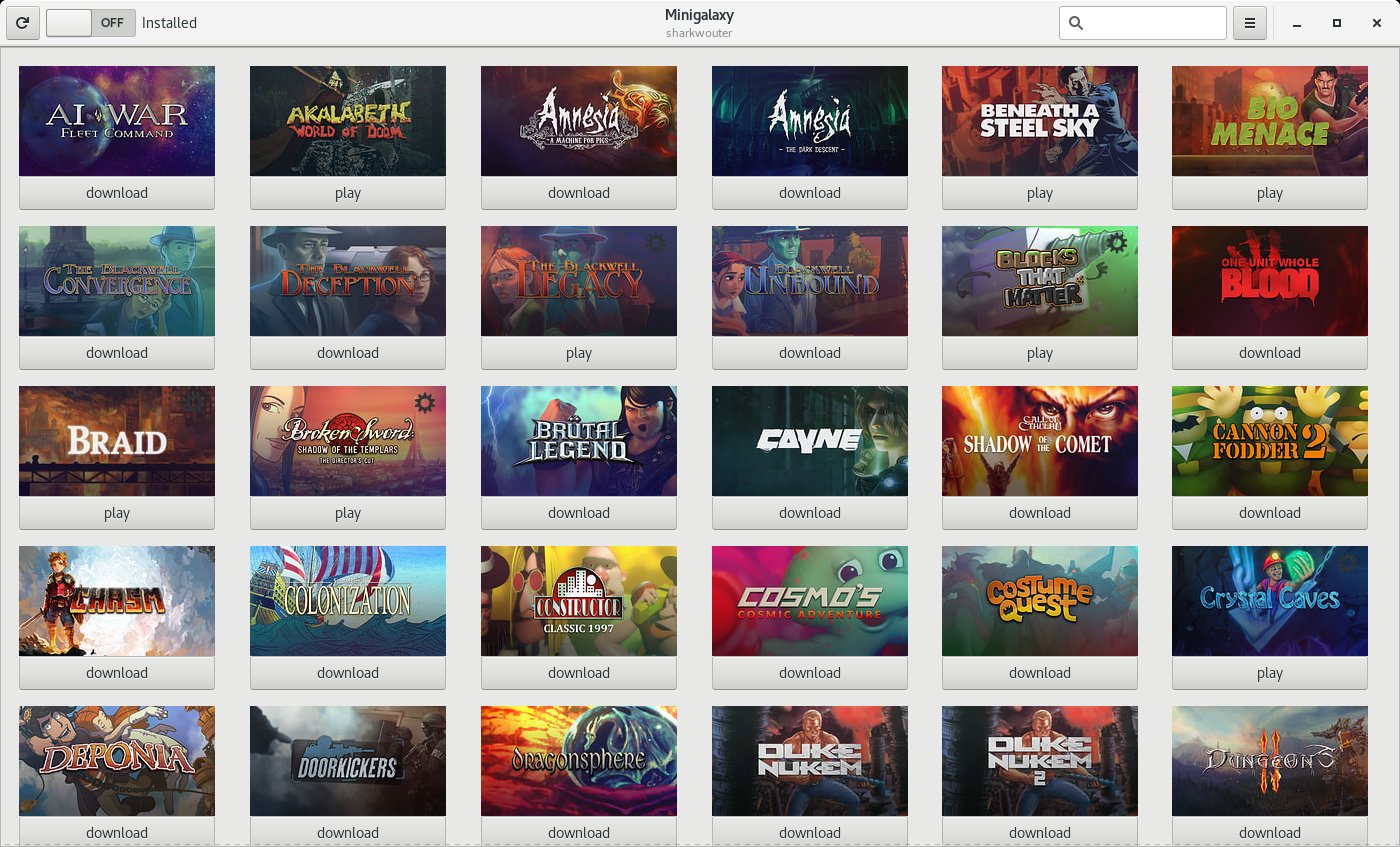 OFF Installed
Minigalaxy
sharkwouter
AI WAR
FLEET COMMAND
download
AKALABETH
WORLD OF DOOM
play
Amnesia
- A MACHINE FOR PIGS -
download
Amnesia
- THE DARK DESCENT -
download
BENEATH A
STEEL SKY
play
BIO
MENACE
play
THE BLACKWELL
CONVERGENCE
download
THE BLACKWELL
DECEPTION
download
THE BLACKWELL
LEGACY
play
BLACKWELL
UNBOUND
download
BLOCKS
THAT
MATTER
play
ONE UNIT WHOLE
BLOOD
download
BRAID
play
Broken Sword:
SHADOW OF THE TEMPLARS
THE DIRECTOR'S CUT
play
BRÜTAL
LEGEND
download
CAYNE
download
CALL OF
CTHULHU
SHADOW OF THE COMET
download
CANNON
FODDER 2
download
CHASM
download
COLONIZATION
download
CONSTRUCTOR
CLASSIC 1997
download
COSMO'S
COSMIC ADVENTURE
download
COSTUME
QUEST
download
Crystal Caves
play
DEPONIA
download
DOORKICKERS
download
dragonsphere
download
DUKE
NUKEM
download
DUKE
NUKEM
2
download
DUNGEONS
II
download